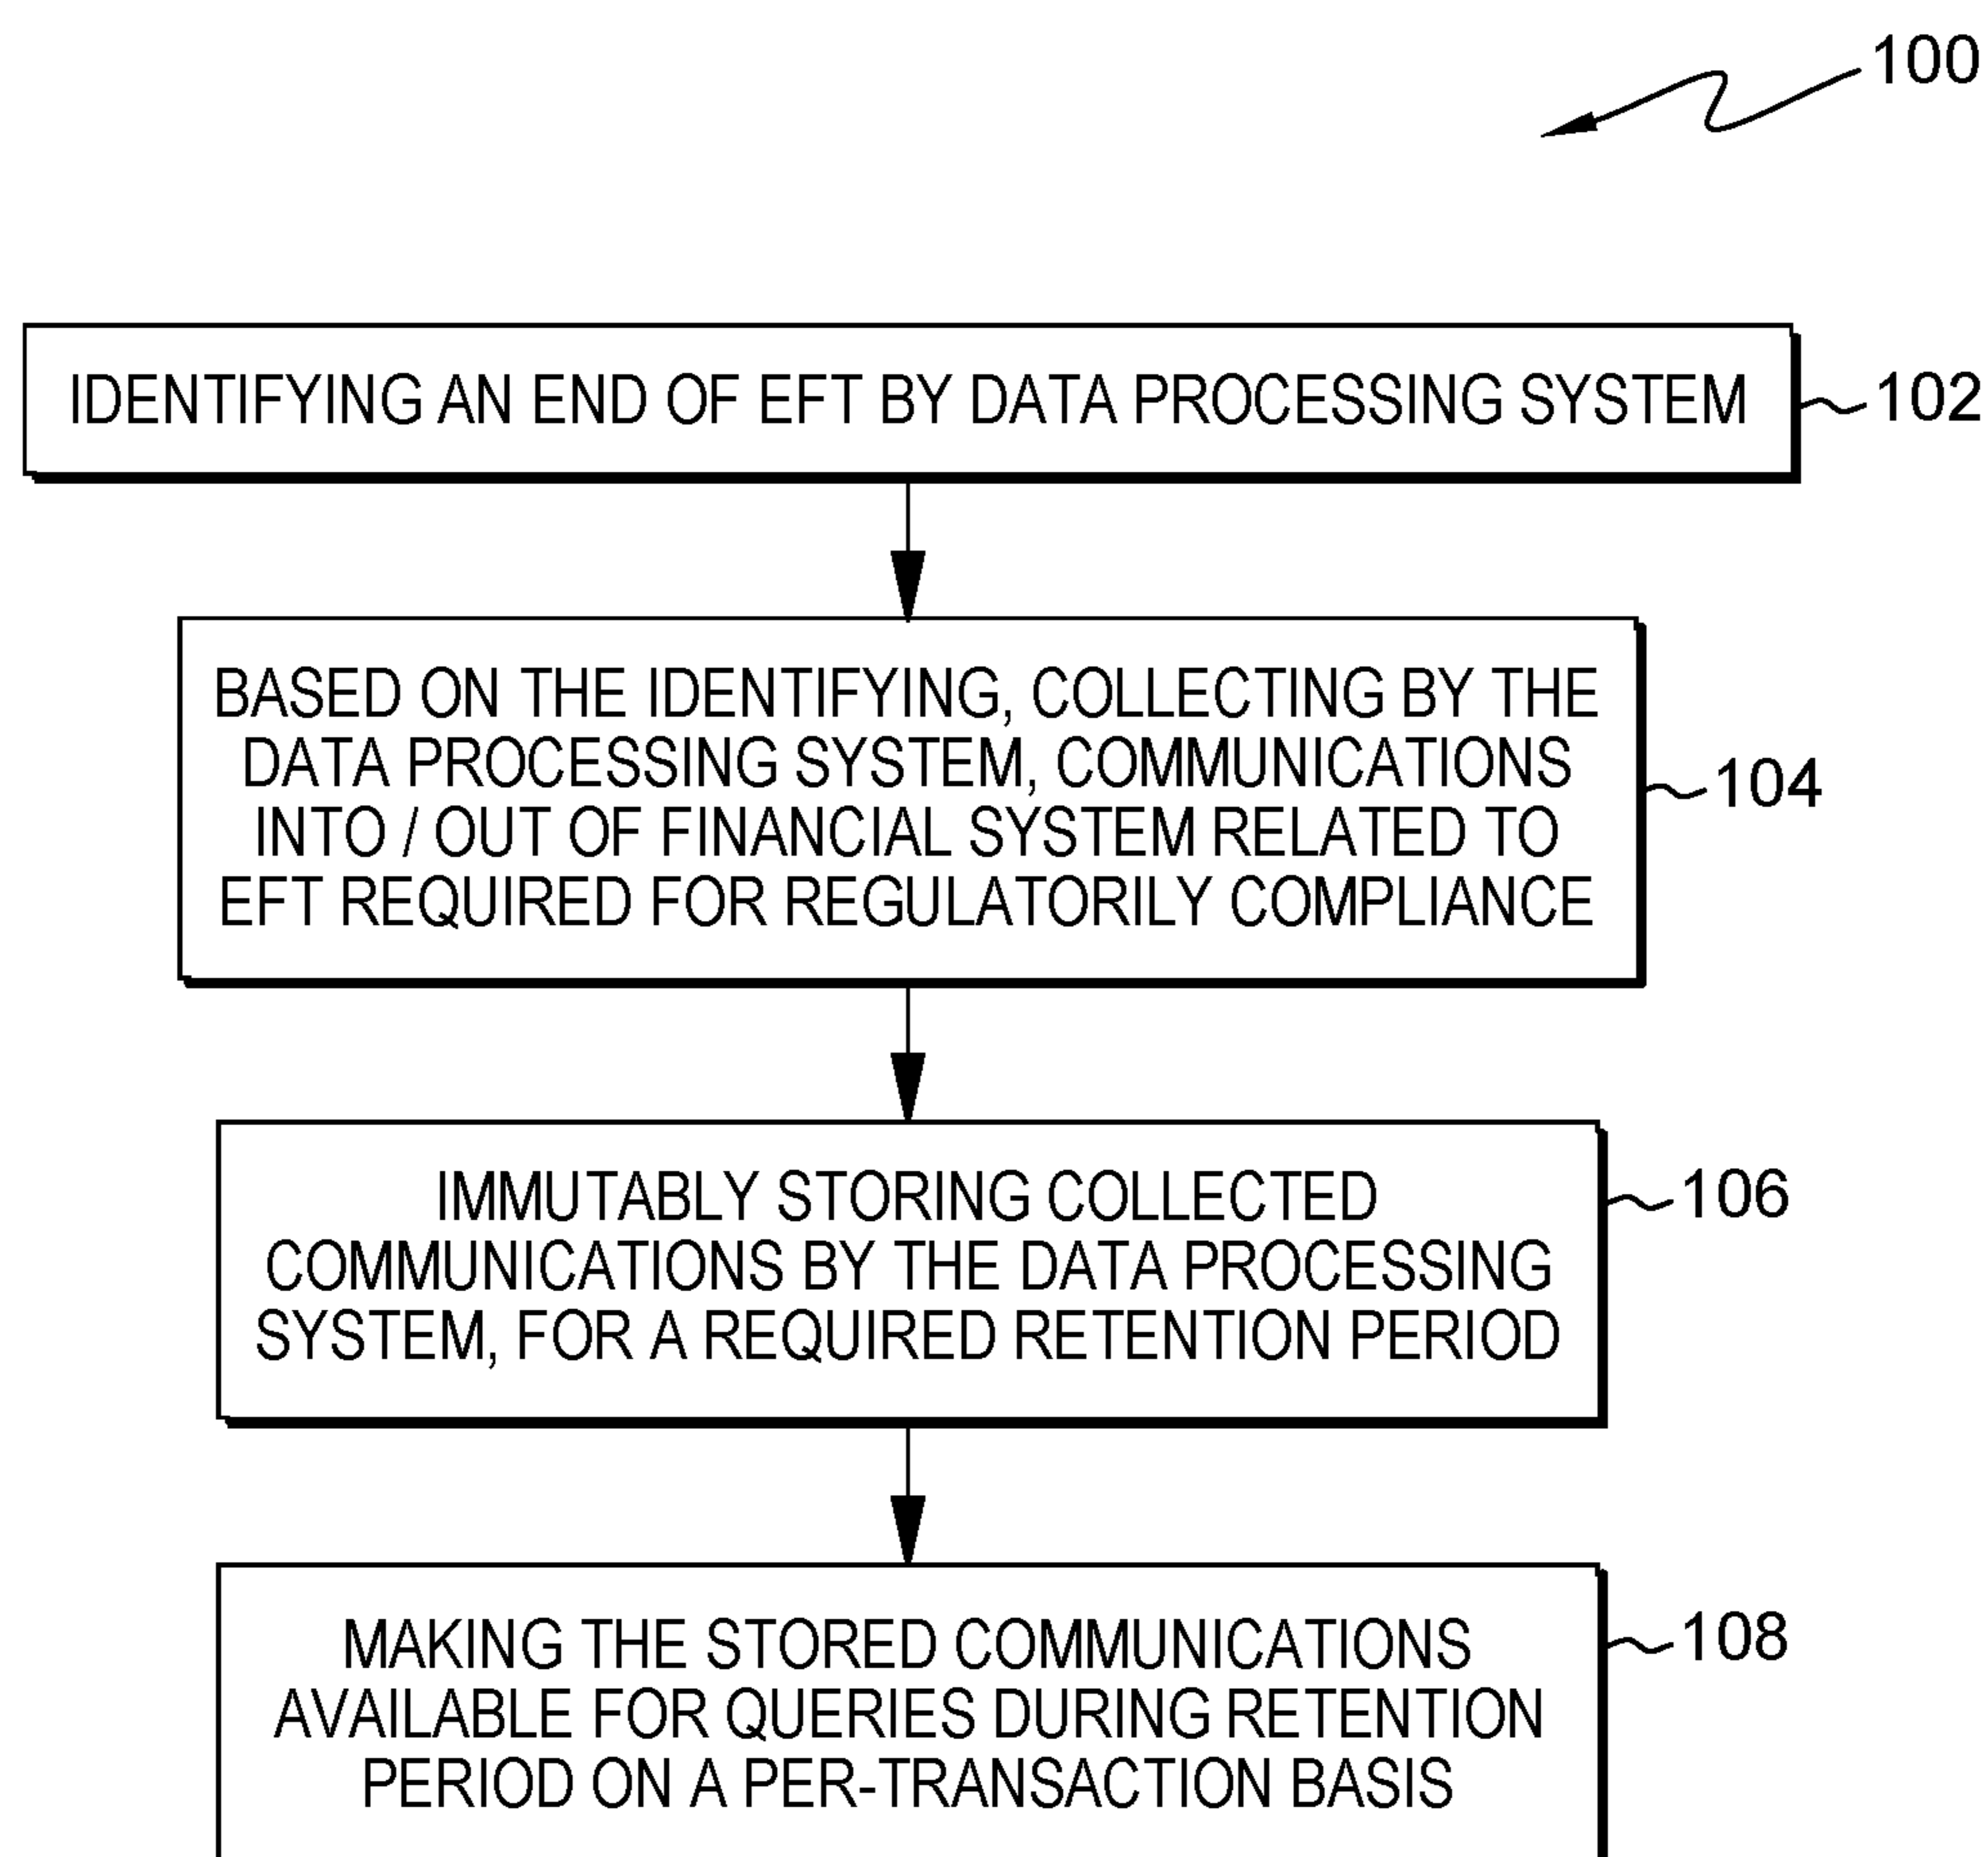 100
IDENTIFYING AN END OF EFT BY DATA PROCESSING SYSTEM
102
BASED ON THE IDENTIFYING, COLLECTING BY THE
DATA PROCESSING SYSTEM, COMMUNICATIONS
INTO / OUT OF FINANCIAL SYSTEM RELATED TO
EFT REQUIRED FOR REGULATORILY COMPLIANCE
104
IMMUTABLY STORING COLLECTED
COMMUNICATIONS BY THE DATA PROCESSING
SYSTEM, FOR A REQUIRED RETENTION PERIOD
106
MAKING THE STORED COMMUNICATIONS
AVAILABLE FOR QUERIES DURING RETENTION
PERIOD ON A PER-TRANSACTION BASIS
108